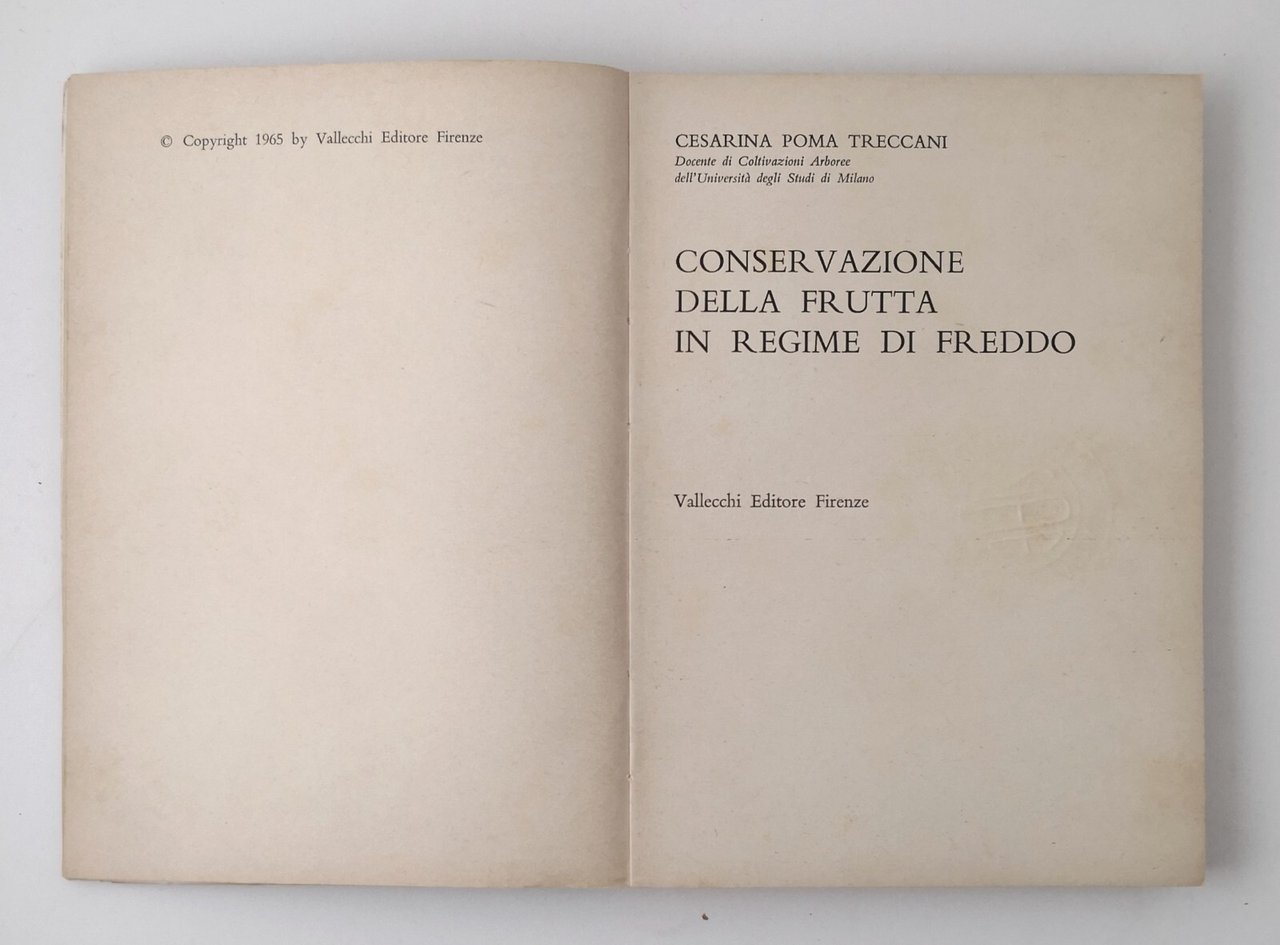 © Copyright 1965 by Vallecchi Editore Firenze
CESARINA POMA TRECCANI
Docente di Coltivazioni Arboree
dell'Università degli Studi di Milano
CONSERVAZIONE
DELLA FRUTTA
IN REGIME DI FREDDO
Vallecchi Editore Firenze